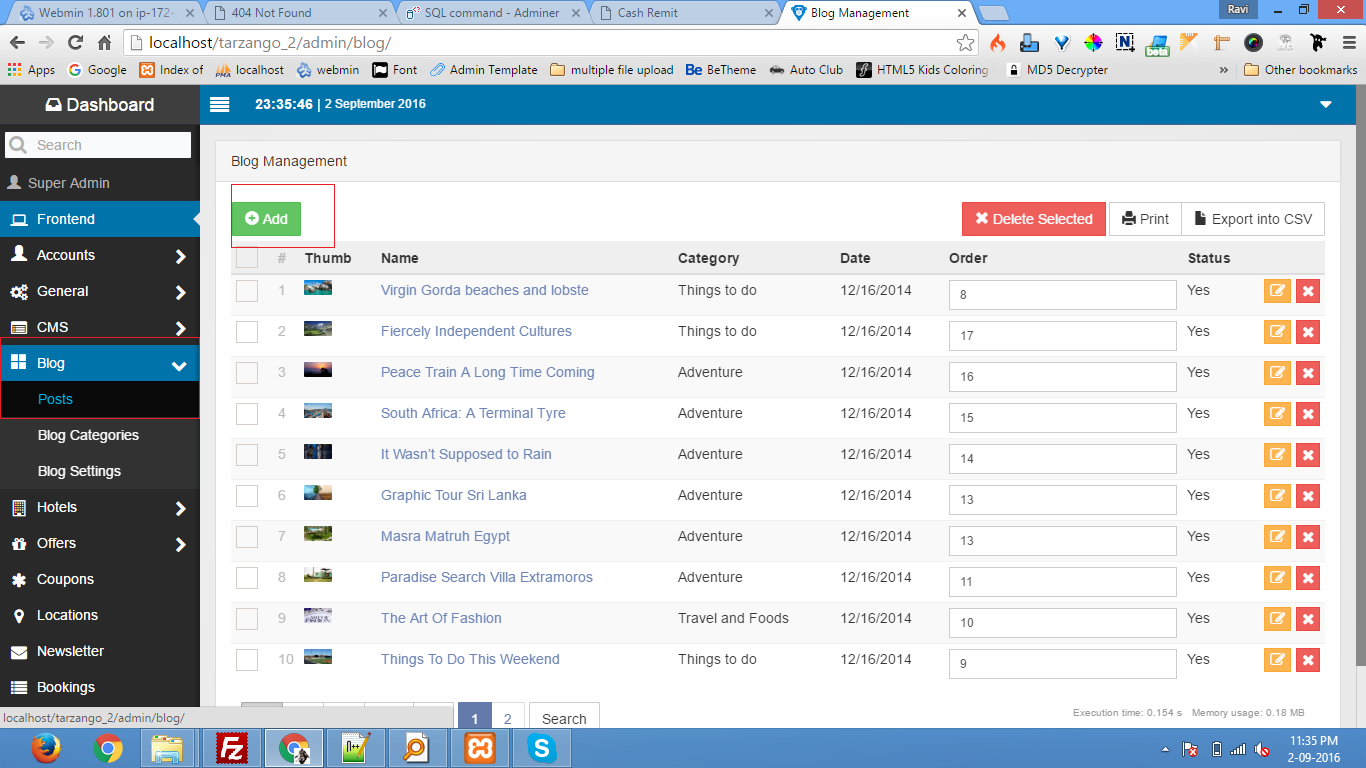 Webmin 1.801 on ip-172- 404 Not Found SQL command - Adminer Cash Remit Blog Management Ravi
localhost/tarzango_2/admin/blog/
beta
Apps Google Index of localhost webmin Font Admin Template multiple file upload Be BeTheme Auto Club HTML5 Kids Coloring MD5 Decrypter » Other bookmarks
Dashboard 23:35:46 | 2 September 2016
Search
Super Admin
Frontend
Accounts
General
CMS
Blog
Posts
Blog Categories
Blog Settings
Hotels
Offers
Coupons
Locations
Newsletter
Bookings
Blog Management
Add Delete Selected Print Export into CSV
# Thumb Name Category Date Order Status
1 Virgin Gorda beaches and lobste Things to do 12/16/2014 8 Yes
2 Fiercely Independent Cultures Things to do 12/16/2014 17 Yes
3 Peace Train A Long Time Coming Adventure 12/16/2014 16 Yes
4 South Africa: A Terminal Tyre Adventure 12/16/2014 15 Yes
5 It Wasn't Supposed to Rain Adventure 12/16/2014 14 Yes
6 Graphic Tour Sri Lanka Adventure 12/16/2014 13 Yes
7 Masra Matruh Egypt Adventure 12/16/2014 13 Yes
8 Paradise Search Villa Extramoros Adventure 12/16/2014 11 Yes
9 The Art Of Fashion Travel and Foods 12/16/2014 10 Yes
10 Things To Do This Weekend Things to do 12/16/2014 9 Yes
1 2 Search
Execution time: 0.154 s Memory usage: 0.18 MB
localhost/tarzango_2/admin/blog/
11:35 PM
2-09-2016